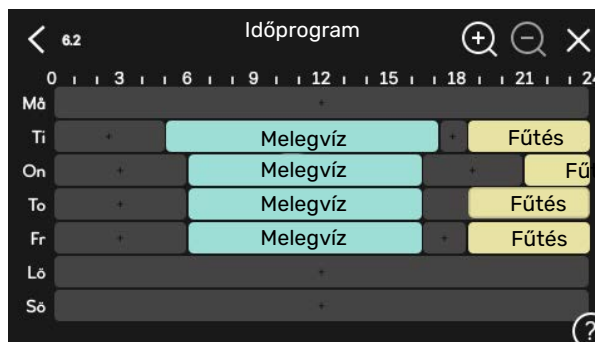 6.2 Időprogram
0 3 6 9 12 15 18 21 24
Må
Ti Melegvíz Fűtés
On Melegvíz Fű
To Melegvíz Fűtés
Fr Melegvíz Fűtés
Lö
Sö
?